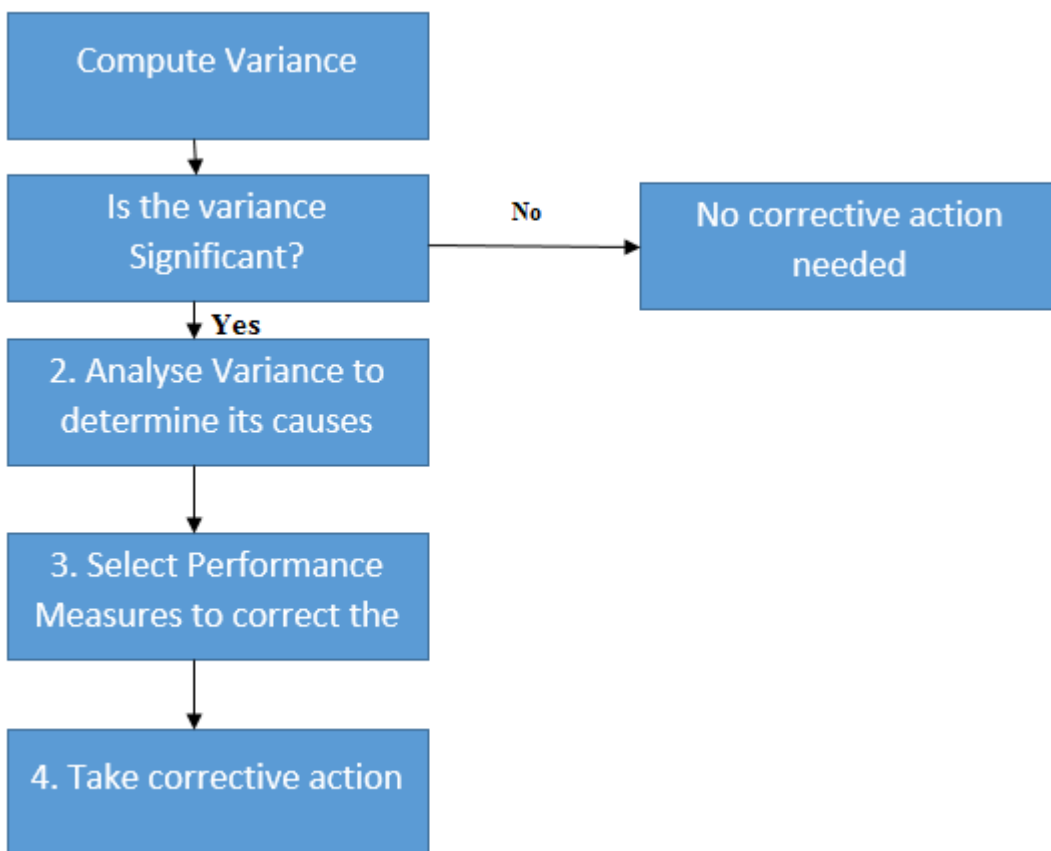 Compute Variance
Is the variance
Significant?
No
No corrective action
needed
Yes
2. Analyse Variance to
determine its causes
3. Select Performance
Measures to correct the
4. Take corrective action